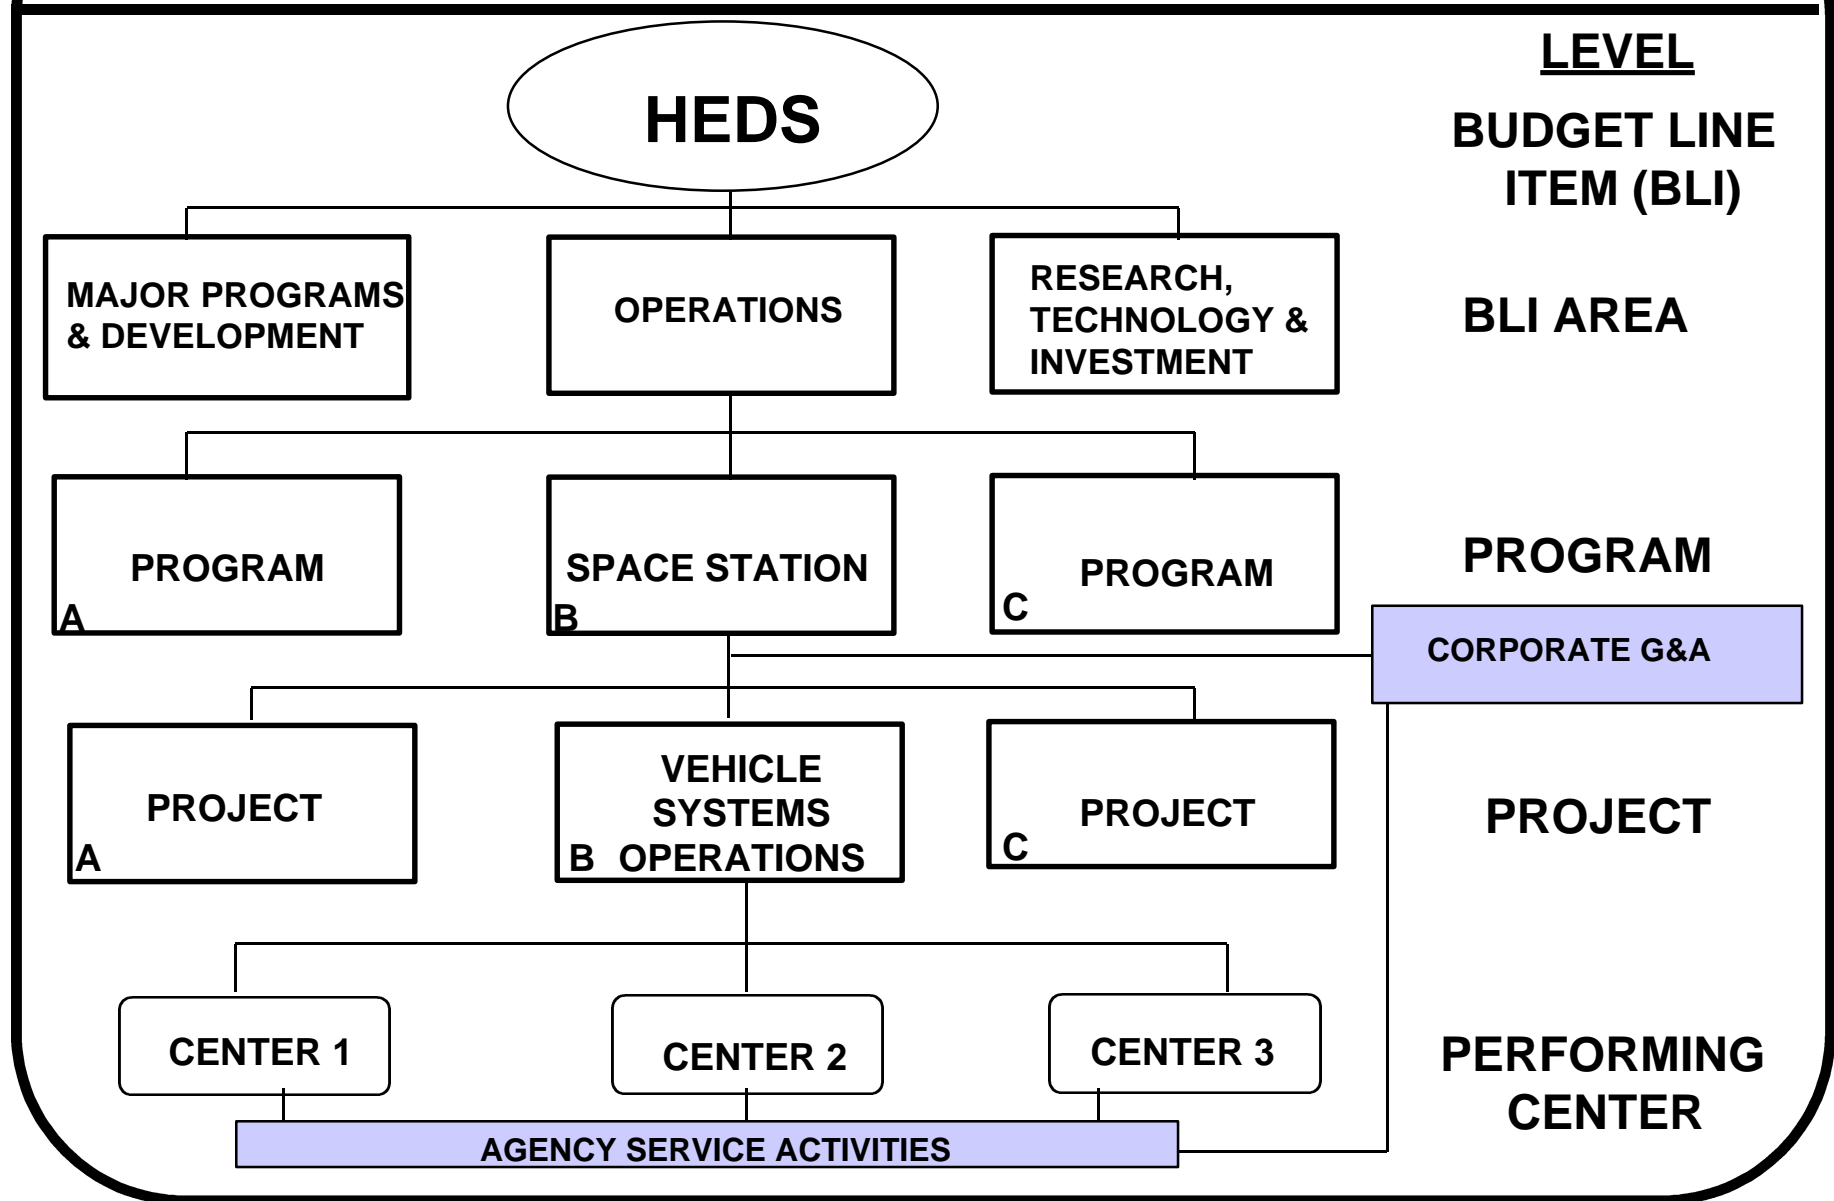 LEVEL
HEDS
BUDGET LINE
ITEM (BLI)
MAJOR PROGRAMS
& DEVELOPMENT
OPERATIONS
RESEARCH,
TECHNOLOGY &
INVESTMENT
BLI AREA
PROGRAM
A
SPACE STATION
B
PROGRAM
C
PROGRAM
CORPORATE G&A
PROJECT
A
VEHICLE
SYSTEMS
B OPERATIONS
PROJECT
C
PROJECT
CENTER 1
CENTER 2
CENTER 3
PERFORMING
CENTER
AGENCY SERVICE ACTIVITIES